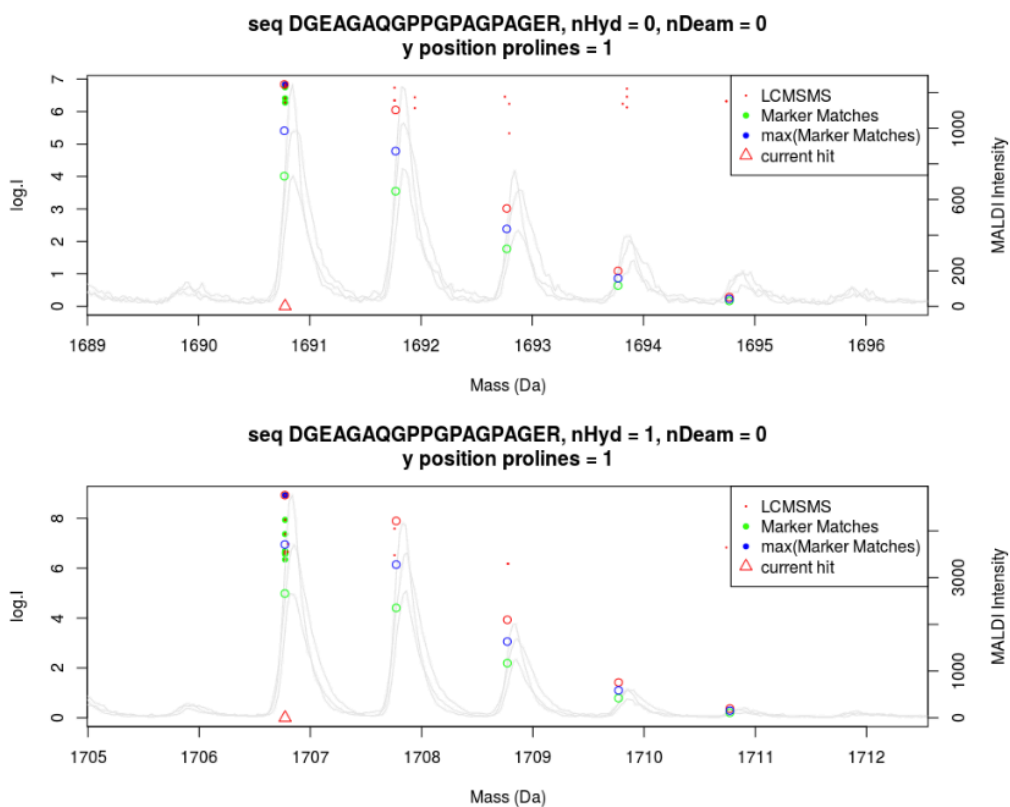 seq DGEAGAQGPPGPAGPAGER, nHyd = 0, nDeam = 0
y position prolines = 1
log.I
7
6
5
4
3
2
1
0
LCMSMS
Marker Matches
max(Marker Matches)
current hit
1000
600
200
0
MALDI Intensity
1689 1690 1691 1692 1693 1694 1695 1696
Mass (Da)
seq DGEAGAQGPPGPAGPAGER, nHyd = 1, nDeam = 0
y position prolines = 1
log.I
8
6
4
2
0
LCMSMS
Marker Matches
max(Marker Matches)
current hit
3000
1000
0
MALDI Intensity
1705 1706 1707 1708 1709 1710 1711 1712
Mass (Da)